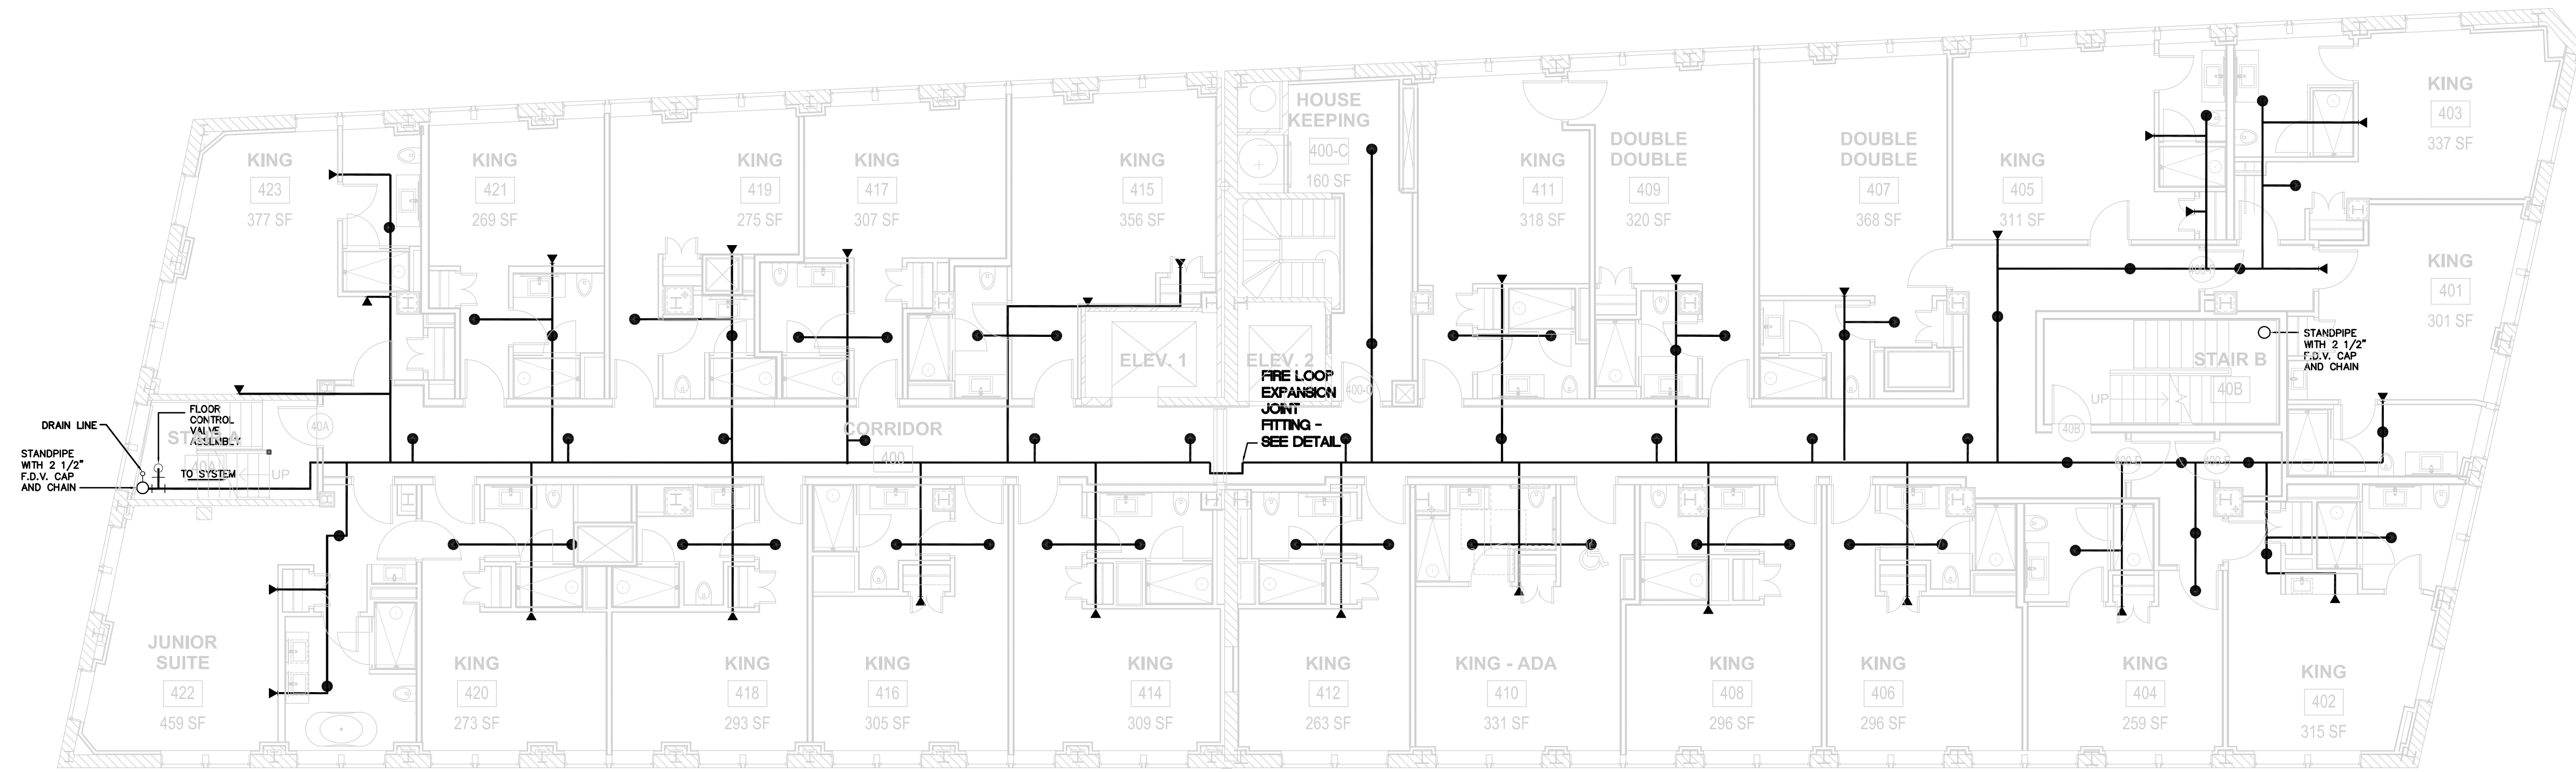 KING
423
377 SF
KING
421
269 SF
KING
419
275 SF
KING
417
307 SF
KING
415
356 SF
HOUSE
KEEPING
400-C
160 SF
KING
411
318 SF
DOUBLE
DOUBLE
409
320 SF
DOUBLE
DOUBLE
407
368 SF
KING
405
311 SF
KING
403
337 SF
KING
401
301 SF
ELEV. 1
ELEV. 2
400-C
STAIR B
40B
UP
40B
STANDPIPE
WITH 2 1/2"
F.D.V. CAP
AND CHAIN
FIRE LOOP
EXPANSION
JOINT
FITTING -
SEE DETAIL
CORRIDOR
400
DRAIN LINE
FLOOR
CONTROL
VALVE
ASSEMBLY
STAIR A
40A
40A
UP
TO SYSTEM
STANDPIPE
WITH 2 1/2"
F.D.V. CAP
AND CHAIN
JUNIOR
SUITE
422
459 SF
KING
420
273 SF
KING
418
293 SF
KING
416
305 SF
KING
414
309 SF
KING
412
263 SF
KING - ADA
410
331 SF
KING
408
296 SF
KING
406
296 SF
KING
404
259 SF
KING
402
315 SF